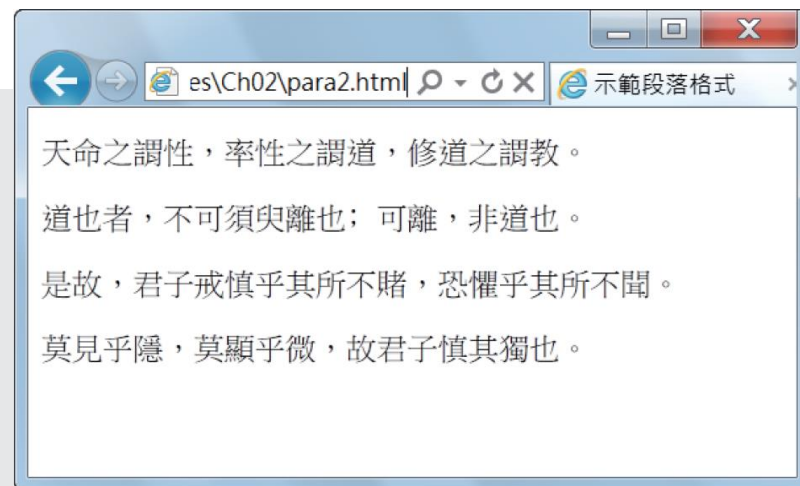 es\Ch02\para2.html
示範段落格式
天命之謂性，率性之謂道，修道之謂教。
道也者，不可須臾離也; 可離，非道也。
是故，君子戒慎乎其所不賭，恐懼乎其所不聞。
莫見乎隱，莫顯乎微，故君子慎其獨也。